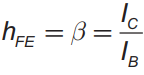 h_FE = β = I_C / I_B